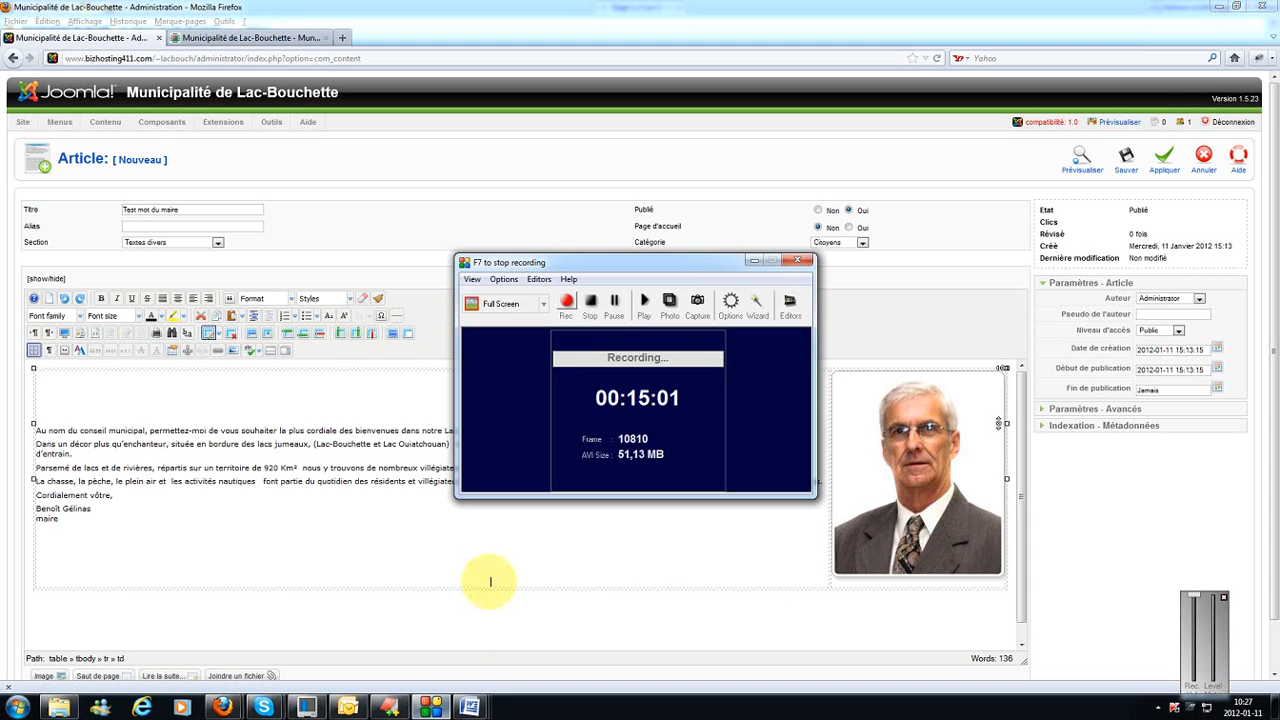 Municipalité de Lac-Bouchette - Administration - Mozilla Firefox
Fichier Édition Affichage Historique Marque-pages Outils ?
Municipalité de Lac-Bouchette - Ad... × Municipalité de Lac-Bouchette - Mun... × +
www.bizhosting411.com/~lacbouch/administrator/index.php?option=com_content
Yahoo
Joomla! Municipalité de Lac-Bouchette
Version 1.5.23
Site Menus Contenu Composants Extensions Outils Aide
compatibilité: 1.0 Prévisualiser 0 1 Déconnexion
Article: [ Nouveau ]
Prévisualiser Sauver Appliquer Annuler Aide
Titre Test mot du maire Publié Non Oui
Alias Page d'accueil Non Oui
Section Textes divers Catégorie Citoyens
Etat Publié
Clics
Révisé 0 fois
Créé Mercredi, 11 Janvier 2012 15:13
Dernière modification Non modifié
[show/hide]
Format Styles
Font family Font size
F7 to stop recording
View Options Editors Help
Full Screen
Rec Stop Pause Play Photo Capture Options Wizard Editors
Recording...
00:15:01
Frame : 10810
AVI Size : 51,13 MB
Paramètres - Article
Auteur Administrator
Pseudo de l'auteur
Niveau d'accès Public
Date de création 2012-01-11 15:13:15
Début de publication 2012-01-11 15:13:15
Fin de publication Jamais
Paramètres - Avancés
Indexation - Métadonnées
Au nom du conseil municipal, permettez-moi de vous souhaiter la plus cordiale des bienvenues dans notre La
Dans un décor plus qu'enchanteur, située en bordure des lacs jumeaux, (Lac-Bouchette et Lac Ouiatchouan)
d'entrain.
Parsemé de lacs et de rivières, répartis sur un territoire de 920 Km² nous y trouvons de nombreux villégiat
La chasse, la pèche, le plein air et les activités nautiques font partie du quotidien des résidents et villégiate
Cordialement vôtre,
Benoît Gélinas
maire
Path: table » tbody » tr » td
Words: 136
Image Saut de page Lire la suite... Joindre un fichier
Rec. Level
10:27
2012-01-11